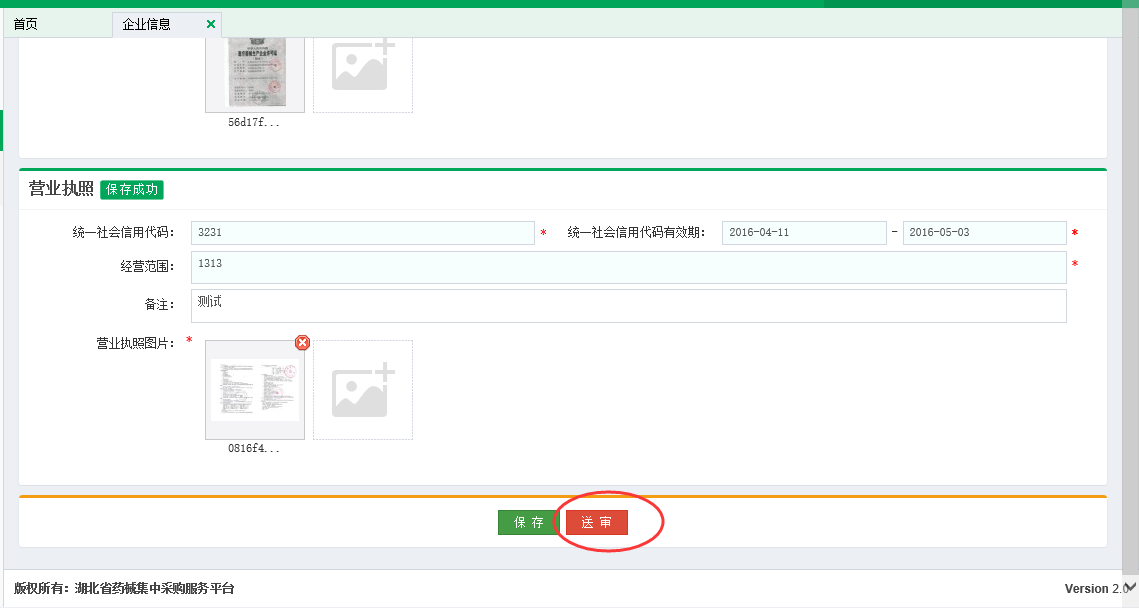 首页 企业信息
56d17f...
营业执照 保存成功
统一社会信用代码： 3231 * 统一社会信用代码有效期： 2016-04-11 - 2016-05-03 *
经营范围： 1313 *
备注： 测试
营业执照图片： *
0816f4...
保 存 送 审
版权所有：湖北省药械集中采购服务平台 Version 2.0